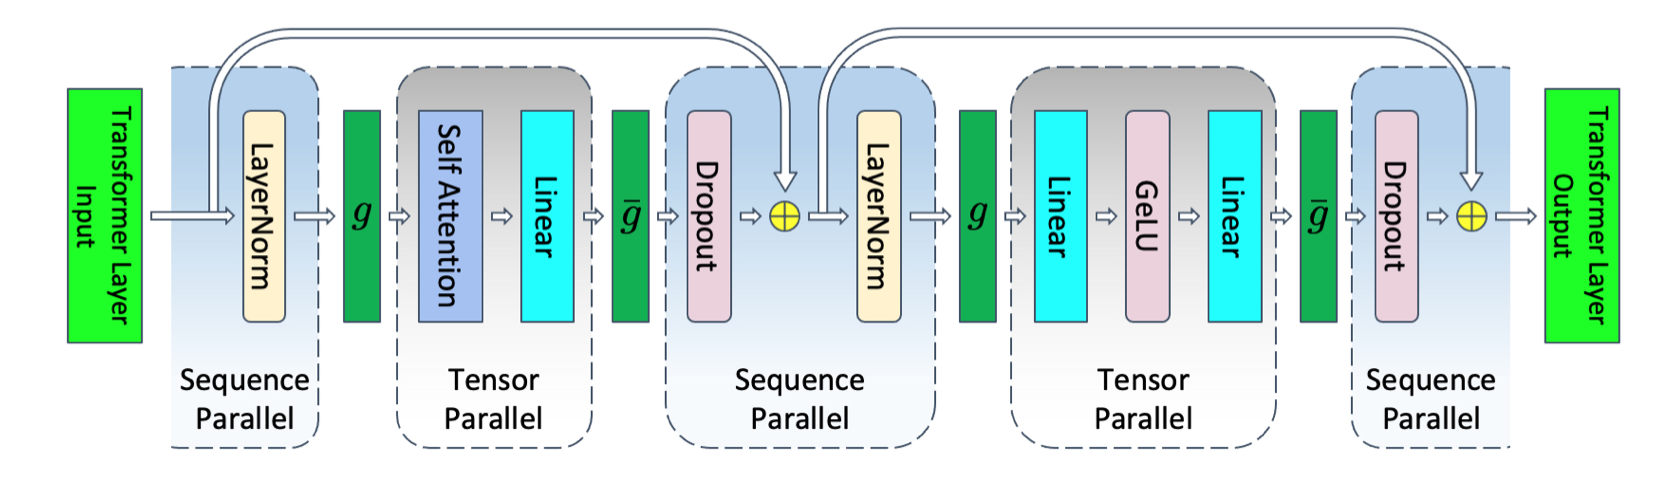 Transformer Layer
Input
LayerNorm
Sequence
Parallel
g
Self Attention
Linear
Tensor
Parallel
g̅
Dropout
LayerNorm
Sequence
Parallel
g
Linear
GeLU
Linear
Tensor
Parallel
g̅
Dropout
Sequence
Parallel
Transformer Layer
Output